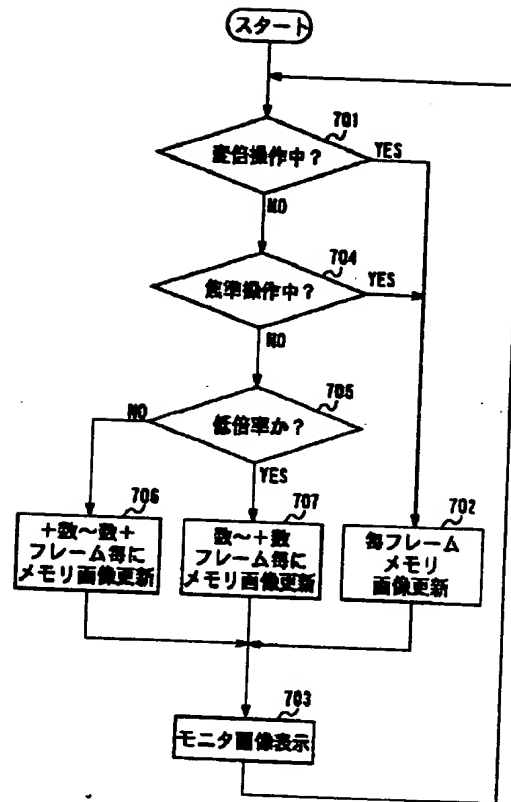 スタート
701
変倍操作中?
YES
NO
704
焦準操作中?
YES
NO
705
低倍率か?
NO
YES
706
十数~数十
フレーム毎に
メモリ画像更新
707
数~十数
フレーム毎に
メモリ画像更新
702
毎フレーム
メモリ
画像更新
703
モニタ画像表示